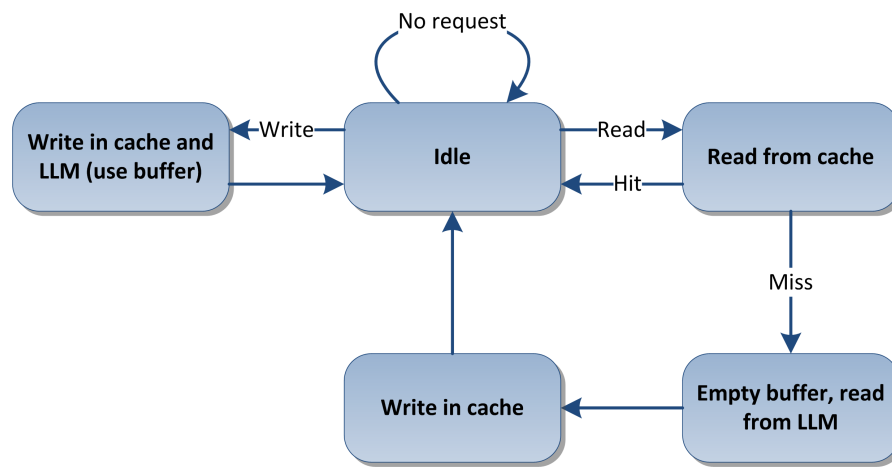 No request
Write in cache and
LLM (use buffer)
Write
Idle
Read
Read from cache
Hit
Miss
Write in cache
Empty buffer, read
from LLM